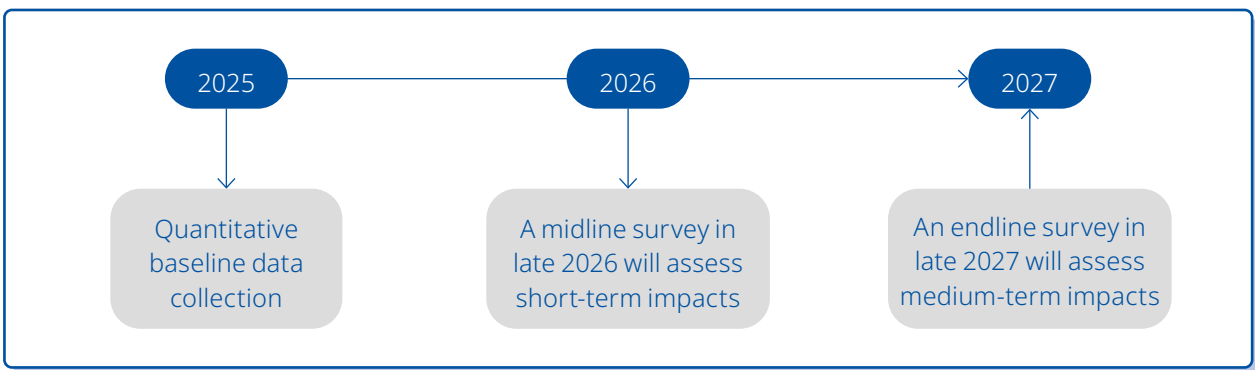 2025
2026
2027
Quantitative
baseline data
collection
A midline survey in
late 2026 will assess
short-term impacts
An endline survey in
late 2027 will assess
medium-term impacts